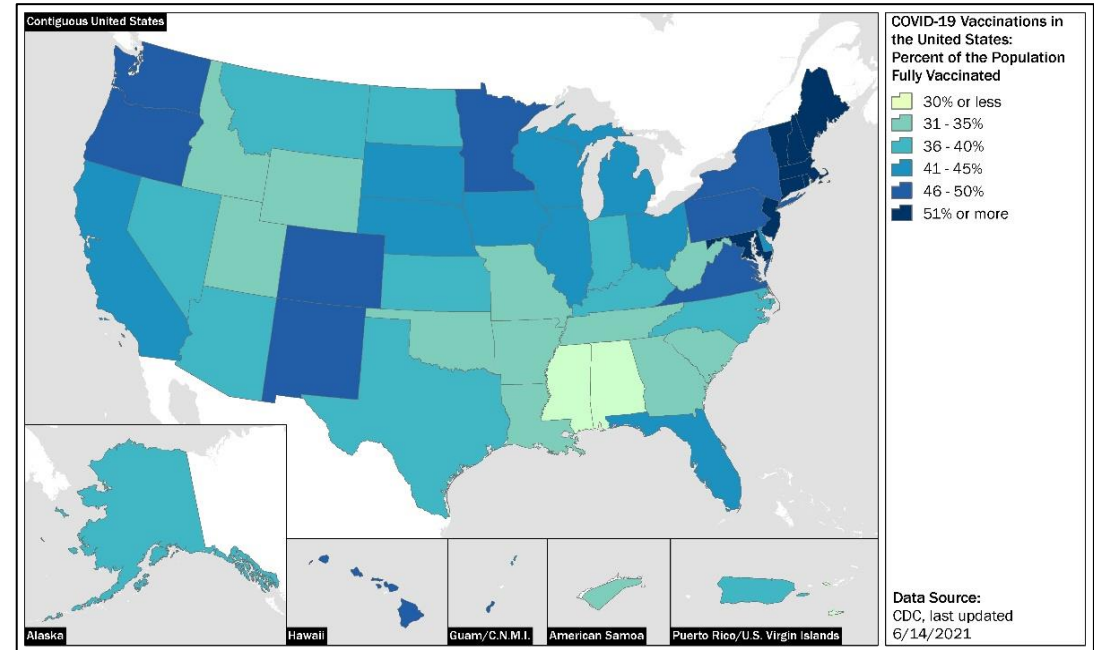 Contiguous United States
COVID-19 Vaccinations in
the United States:
Percent of the Population
Fully Vaccinated
30% or less
31 - 35%
36 - 40%
41 - 45%
46 - 50%
51% or more
Alaska
Hawaii
Guam/C.N.M.I.
American Samoa
Puerto Rico/U.S. Virgin Islands
Data Source:
CDC, last updated
6/14/2021